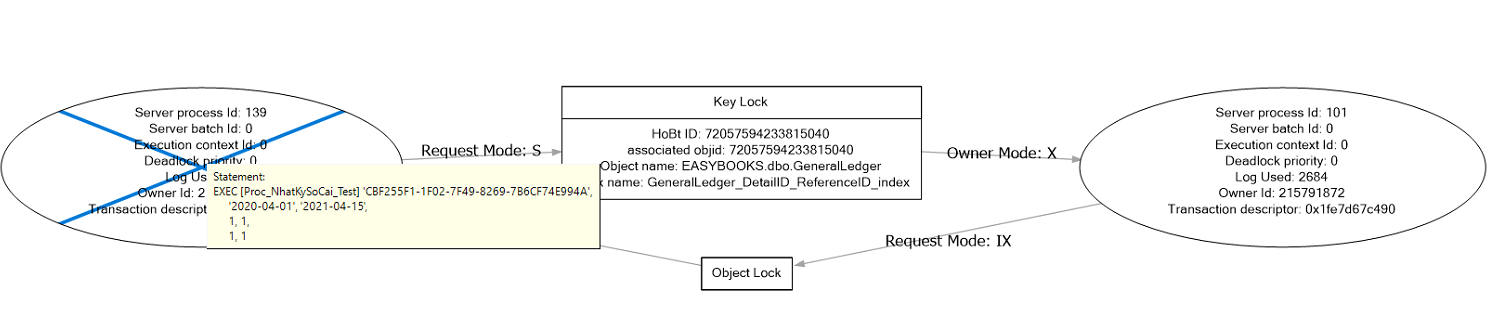 Server process Id: 139
Server batch Id: 0
Execution context Id: 0
Deadlock priority: 0
Log Us
Owner Id: 2
Transaction descript
Statement:
EXEC [Proc_NhatKySoCai_Test] 'CBF255F1-1F02-7F49-8269-7B6CF74E994A',
'2020-04-01', '2021-04-15',
1, 1,
1, 1
Request Mode: S
Key Lock
HoBt ID: 72057594233815040
associated objid: 72057594233815040
Object name: EASYBOOKS.dbo.GeneralLedger
x name: GeneralLedger_DetailID_ReferenceID_index
Owner Mode: X
Request Mode: IX
Object Lock
Server process Id: 101
Server batch Id: 0
Execution context Id: 0
Deadlock priority: 0
Log Used: 2684
Owner Id: 215791872
Transaction descriptor: 0x1fe7d67c490